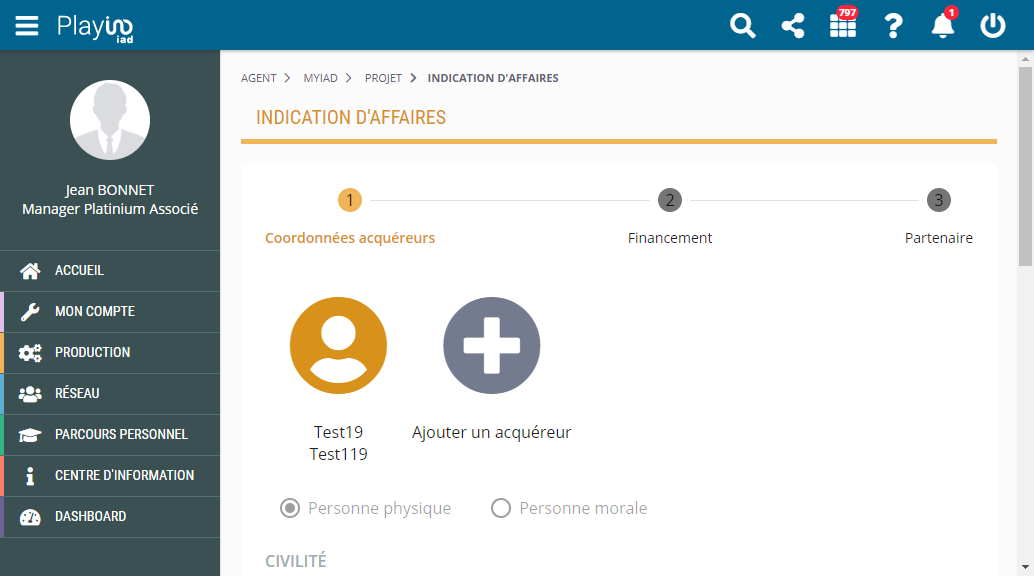 Playiad
iad
797
?
1
Jean BONNET
Manager Platinium Associé
ACCUEIL
MON COMPTE
PRODUCTION
RÉSEAU
PARCOURS PERSONNEL
CENTRE D'INFORMATION
DASHBOARD
AGENT > MYIAD > PROJET > INDICATION D'AFFAIRES
INDICATION D'AFFAIRES
1 2 3
Coordonnées acquéreurs Financement Partenaire
Test19
Test119
Ajouter un acquéreur
Personne physique Personne morale
CIVILITÉ